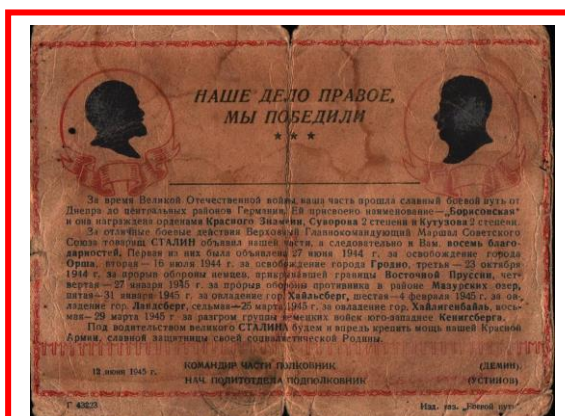 НАШЕ ДЕЛО ПРАВОЕ,
МЫ ПОБЕДИЛИ
За время Великой Отечественной войны ваша часть прошла славный боевой путь от
Днепра до центральных районов Германии. Ей присвоено наименование—„Борисовская"
и она награждена орденами Красного Знамени, Суворова 2 степени и Кутузова 2 степени.
За отличные боевые действия Верховный Главнокомандующий Маршал Советского
Союза товарищ СТАЛИН объявил нашей части, а следовательно и Вам, восемь благо-
дарностей. Первая из них была объявлена 27 июня 1944 г. за освобождение города
Орша, вторая—16 июля 1944 г. за освобождение города Гродно, третья—23 октября
1944 г. за прорыв обороны немцев, прикрывавшей границы Восточной Пруссии, чет-
вертая—27 января 1945 г. за прорыв обороны противника в районе Мазурских озер,
пятая—31 января 1945 г. за овладение гор. Хайльсберг, шестая—4 февраля 1945 г. за ов-
ладение гор. Ландсберг, седьмая—25 марта 1945 г. за овладение гор. Хайлигенбайль, вось-
мая—29 марта 1945 г. за разгром группы немецких войск юго-западнее Кенигсберга.
Под водительством великого СТАЛИНА будем и впредь крепить мощь нашей Красной
Армии, славной защитницы своей социалистической Родины.
КОМАНДИР ЧАСТИ ПОЛКОВНИК (ДЕМИН)
12 июня 1945 г.
НАЧ. ПОЛИТОТДЕЛА ПОДПОЛКОВНИК (УСТИНОВ)
Изд. газ. „Боевой путь"